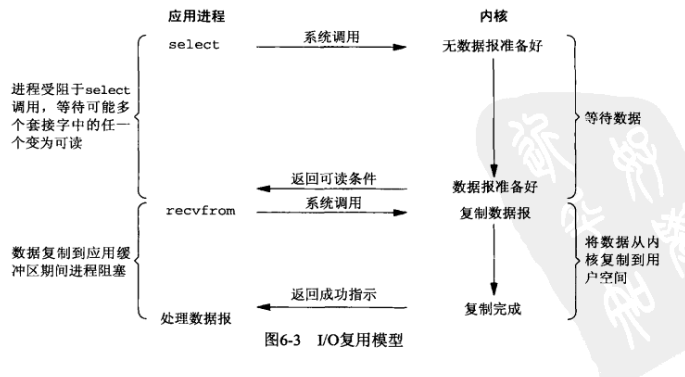 应用进程
内核
select
系统调用
无数据报准备好
进程受阻于select
调用，等待可能多
个套接字中的任一
个变为可读
等待数据
返回可读条件
数据报准备好
recvfrom
系统调用
复制数据报
数据复制到应用缓
冲区期间进程阻塞
将数据从内
核复制到用
户空间
返回成功指示
处理数据报
复制完成
图6-3 I/O复用模型